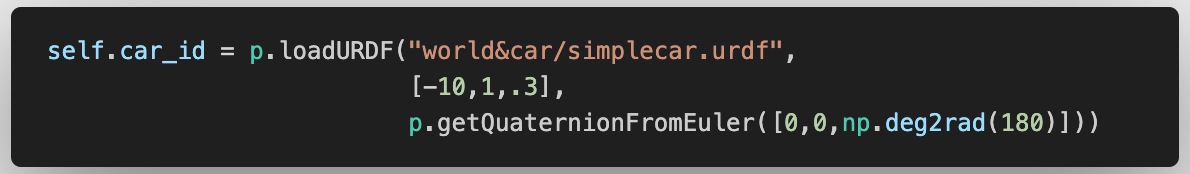 self.car_id = p.loadURDF("world&car/simplecar.urdf",
[-10,1,.3],
p.getQuaternionFromEuler([0,0,np.deg2rad(180)]))